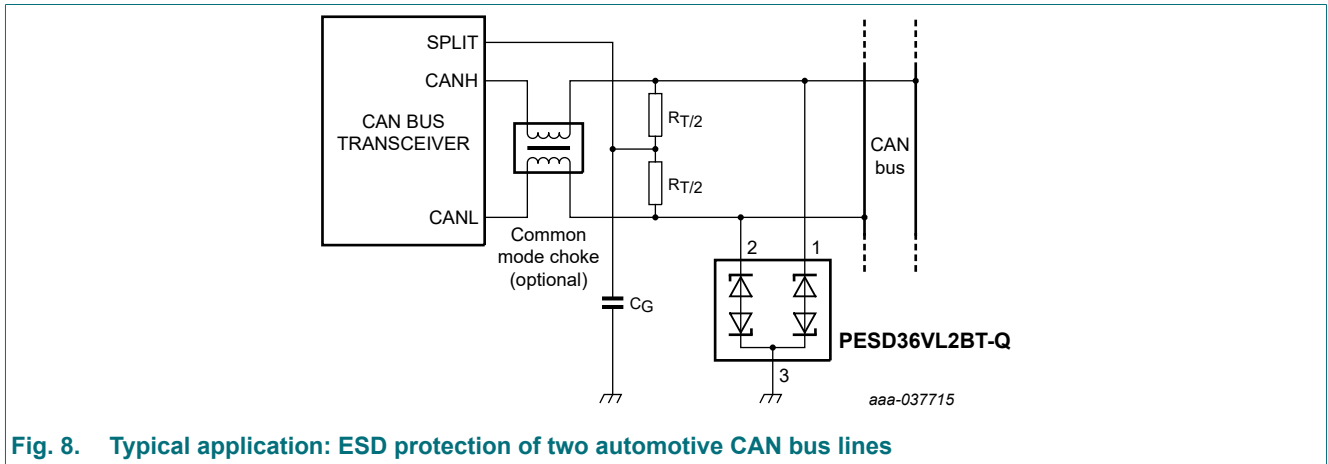 SPLIT
CANH
CAN BUS
TRANSCEIVER
CANL
Common
mode choke
(optional)
RT/2
RT/2
CG
CAN
bus
2
1
PESD36VL2BT-Q
3
aaa-037715
Fig. 8. Typical application: ESD protection of two automotive CAN bus lines